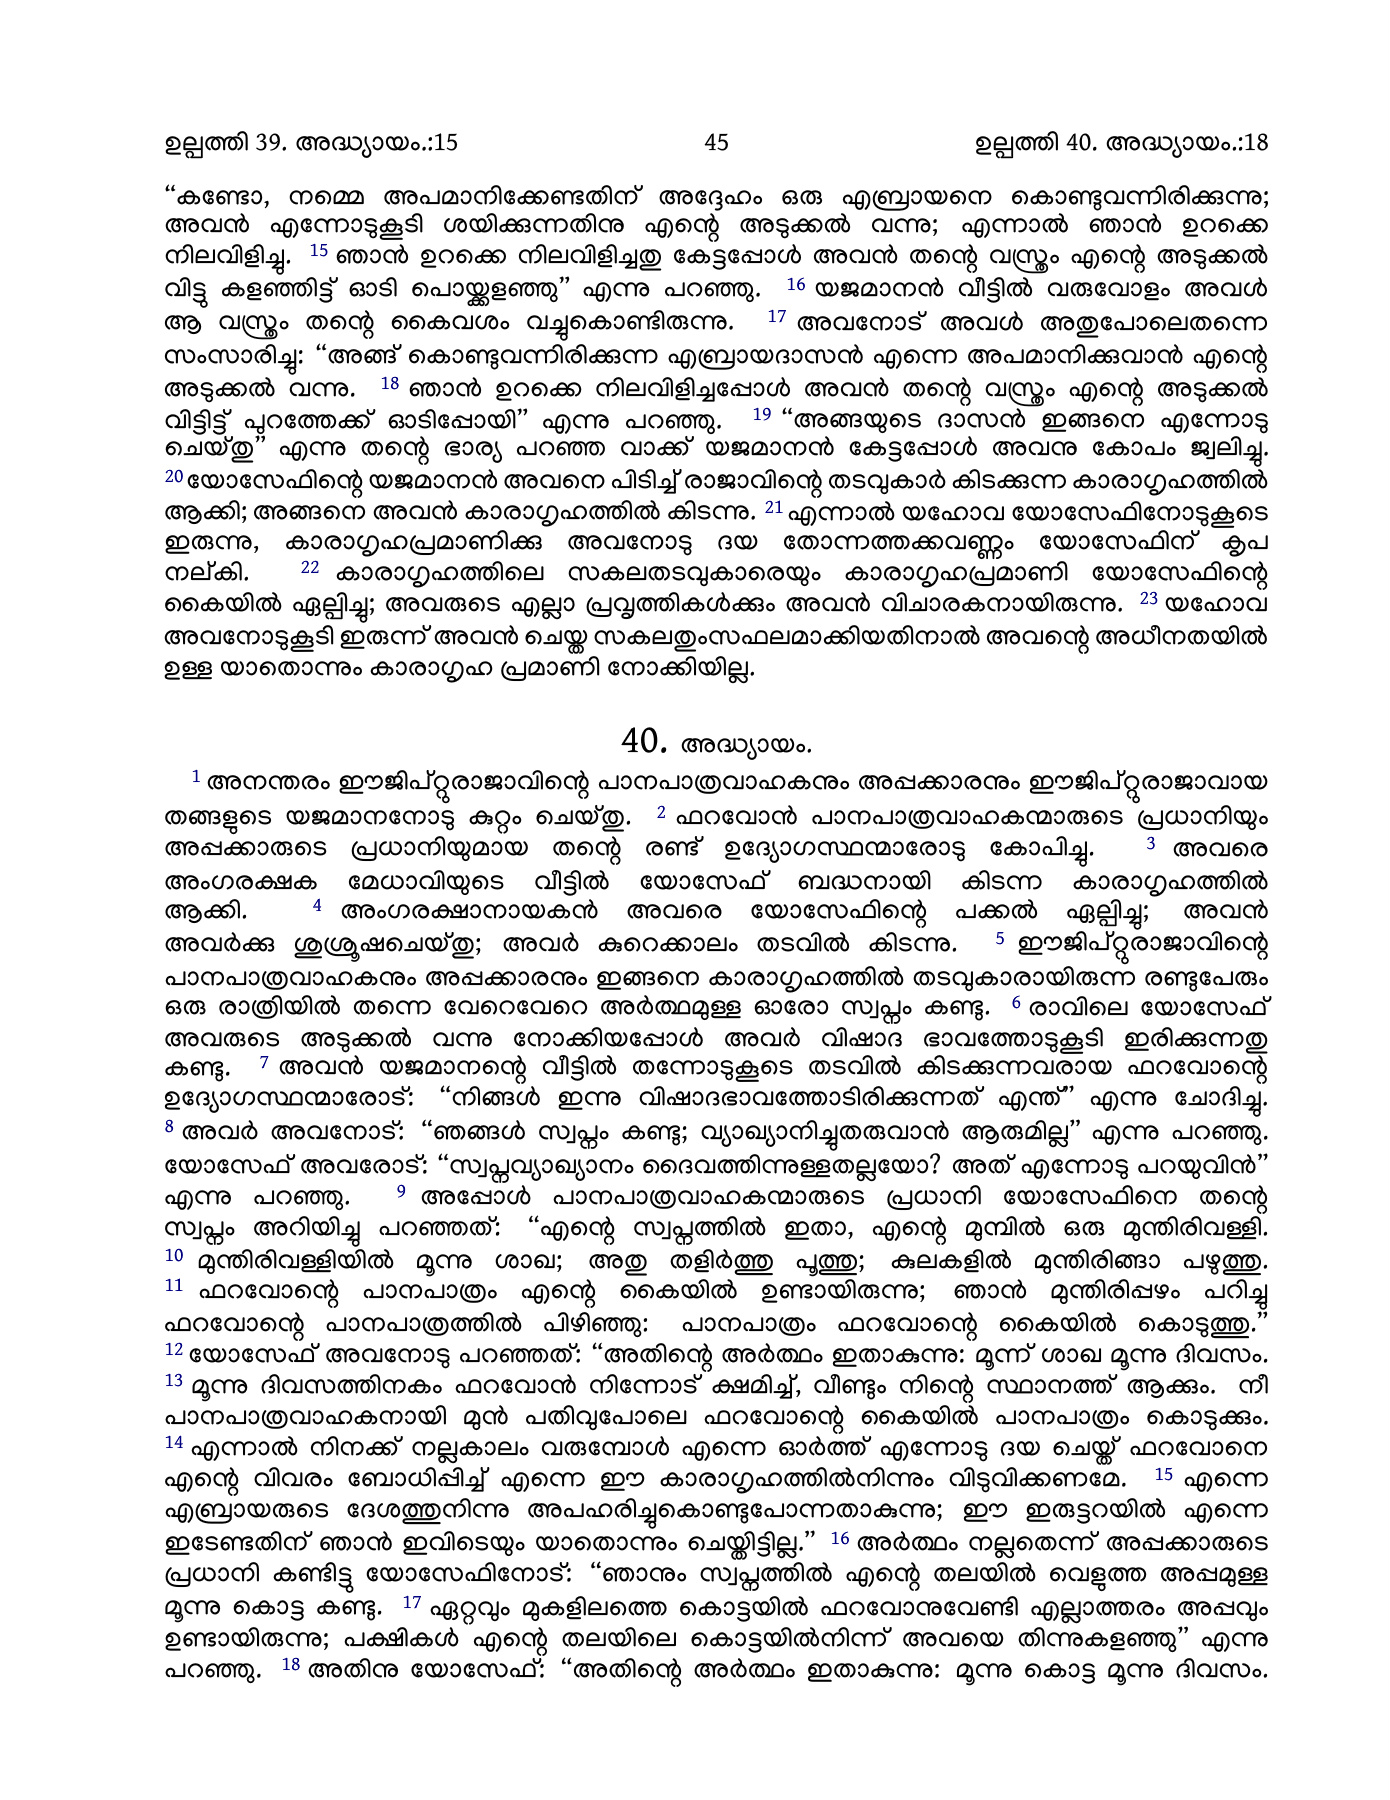 ഉല്പത്തി 39. അദ്ധ്യായം.:15 45 ഉല്പത്തി 40. അദ്ധ്യായം.:18
“കണ്ടോ, നമ്മെ അപമാനിക്കേണ്ടതിന് അദ്ദേഹം ഒരു എബ്രായനെ കൊണ്ടുവന്നിരിക്കുന്നു;
അവൻ എന്നോടുകൂടി ശയിക്കുന്നതിനു എന്റെ അടുക്കൽ വന്നു; എന്നാൽ ഞാൻ ഉറക്കെ
നിലവിളിച്ചു. 15 ഞാൻ ഉറക്കെ നിലവിളിച്ചതു കേട്ടപ്പോൾ അവൻ തന്റെ വസ്ത്രം എന്റെ അടുക്കൽ
വിട്ടു കളഞ്ഞിട്ട് ഓടി പൊയ്ക്കളഞ്ഞു” എന്നു പറഞ്ഞു. 16 യജമാനൻ വീട്ടിൽ വരുവോളം അവൾ
ആ വസ്ത്രം തന്റെ കൈവശം വച്ചുകൊണ്ടിരുന്നു. 17 അവനോട് അവൾ അതുപോലെതന്നെ
സംസാരിച്ചു: “അങ്ങ് കൊണ്ടുവന്നിരിക്കുന്ന എബ്രായദാസൻ എന്നെ അപമാനിക്കുവാൻ എന്റെ
അടുക്കൽ വന്നു. 18 ഞാൻ ഉറക്കെ നിലവിളിച്ചപ്പോൾ അവൻ തന്റെ വസ്ത്രം എന്റെ അടുക്കൽ
വിട്ടിട്ട് പുറത്തേക്ക് ഓടിപ്പോയി” എന്നു പറഞ്ഞു. 19 “അങ്ങയുടെ ദാസൻ ഇങ്ങനെ എന്നോടു
ചെയ്തു” എന്നു തന്റെ ഭാര്യ പറഞ്ഞ വാക്ക് യജമാനൻ കേട്ടപ്പോൾ അവനു കോപം ജ്വലിച്ചു.
20 യോസേഫിന്റെ യജമാനൻ അവനെ പിടിച്ച് രാജാവിന്റെ തടവുകാർ കിടക്കുന്ന കാരാഗൃഹത്തിൽ
ആക്കി; അങ്ങനെ അവൻ കാരാഗൃഹത്തിൽ കിടന്നു. 21 എന്നാൽ യഹോവ യോസേഫിനോടുകൂടെ
ഇരുന്നു, കാരാഗൃഹപ്രമാണിക്കു അവനോടു ദയ തോന്നത്തക്കവണ്ണം യോസേഫിന് കൃപ
നല്കി. 22 കാരാഗൃഹത്തിലെ സകലതടവുകാരെയും കാരാഗൃഹപ്രമാണി യോസേഫിന്റെ
കൈയിൽ ഏല്പിച്ചു; അവരുടെ എല്ലാ പ്രവൃത്തികൾക്കും അവൻ വിചാരകനായിരുന്നു. 23 യഹോവ
അവനോടുകൂടി ഇരുന്ന് അവൻ ചെയ്ത സകലതുംസഫലമാക്കിയതിനാൽ അവന്റെ അധീനതയിൽ
ഉള്ള യാതൊന്നും കാരാഗൃഹ പ്രമാണി നോക്കിയില്ല.
40. അദ്ധ്യായം.
1 അനന്തരം ഈജിപ്റ്റുരാജാവിന്റെ പാനപാത്രവാഹകനും അപ്പക്കാരനും ഈജിപ്റ്റുരാജാവായ
തങ്ങളുടെ യജമാനനോടു കുറ്റം ചെയ്തു. 2 ഫറവോൻ പാനപാത്രവാഹകന്മാരുടെ പ്രധാനിയും
അപ്പക്കാരുടെ പ്രധാനിയുമായ തന്റെ രണ്ട് ഉദ്യോഗസ്ഥന്മാരോടു കോപിച്ചു. 3 അവരെ
അംഗരക്ഷക മേധാവിയുടെ വീട്ടിൽ യോസേഫ് ബദ്ധനായി കിടന്ന കാരാഗൃഹത്തിൽ
ആക്കി. 4 അംഗരക്ഷാനായകൻ അവരെ യോസേഫിന്റെ പക്കൽ ഏല്പിച്ചു; അവൻ
അവർക്കു ശുശ്രൂഷചെയ്തു; അവർ കുറെക്കാലം തടവിൽ കിടന്നു. 5 ഈജിപ്റ്റുരാജാവിന്റെ
പാനപാത്രവാഹകനും അപ്പക്കാരനും ഇങ്ങനെ കാരാഗൃഹത്തിൽ തടവുകാരായിരുന്ന രണ്ടുപേരും
ഒരു രാത്രിയിൽ തന്നെ വേറെവേറെ അർത്ഥമുള്ള ഓരോ സ്വപ്നം കണ്ടു. 6 രാവിലെ യോസേഫ്
അവരുടെ അടുക്കൽ വന്നു നോക്കിയപ്പോൾ അവർ വിഷാദ ഭാവത്തോടുകൂടി ഇരിക്കുന്നതു
കണ്ടു. 7 അവൻ യജമാനന്റെ വീട്ടിൽ തന്നോടുകൂടെ തടവിൽ കിടക്കുന്നവരായ ഫറവോന്റെ
ഉദ്യോഗസ്ഥന്മാരോട്: “നിങ്ങൾ ഇന്നു വിഷാദഭാവത്തോടിരിക്കുന്നത് എന്ത്” എന്നു ചോദിച്ചു.
8 അവർ അവനോട്: “ഞങ്ങൾ സ്വപ്നം കണ്ടു; വ്യാഖ്യാനിച്ചുതരുവാൻ ആരുമില്ല” എന്നു പറഞ്ഞു.
യോസേഫ് അവരോട്: “സ്വപ്നവ്യാഖ്യാനം ദൈവത്തിന്നുള്ളതല്ലയോ? അത് എന്നോടു പറയുവിൻ”
എന്നു പറഞ്ഞു. 9 അപ്പോൾ പാനപാത്രവാഹകന്മാരുടെ പ്രധാനി യോസേഫിനെ തന്റെ
സ്വപ്നം അറിയിച്ചു പറഞ്ഞത്: “എന്റെ സ്വപ്നത്തിൽ ഇതാ, എന്റെ മുമ്പിൽ ഒരു മുന്തിരിവള്ളി.
10 മുന്തിരിവള്ളിയിൽ മൂന്നു ശാഖ; അതു തളിർത്തു പൂത്തു; കുലകളിൽ മുന്തിരിങ്ങാ പഴുത്തു.
11 ഫറവോന്റെ പാനപാത്രം എന്റെ കൈയിൽ ഉണ്ടായിരുന്നു; ഞാൻ മുന്തിരിപ്പഴം പറിച്ചു
ഫറവോന്റെ പാനപാത്രത്തിൽ പിഴിഞ്ഞു: പാനപാത്രം ഫറവോന്റെ കൈയിൽ കൊടുത്തു.”
12 യോസേഫ് അവനോടു പറഞ്ഞത്: “അതിന്റെ അർത്ഥം ഇതാകുന്നു: മൂന്ന് ശാഖ മൂന്നു ദിവസം.
13 മൂന്നു ദിവസത്തിനകം ഫറവോൻ നിന്നോട് ക്ഷമിച്ച്, വീണ്ടും നിന്റെ സ്ഥാനത്ത് ആക്കും. നീ
പാനപാത്രവാഹകനായി മുൻ പതിവുപോലെ ഫറവോന്റെ കൈയിൽ പാനപാത്രം കൊടുക്കും.
14 എന്നാൽ നിനക്ക് നല്ലകാലം വരുമ്പോൾ എന്നെ ഓർത്ത് എന്നോടു ദയ ചെയ്ത് ഫറവോനെ
എന്റെ വിവരം ബോധിപ്പിച്ച് എന്നെ ഈ കാരാഗൃഹത്തിൽനിന്നും വിടുവിക്കണമേ. 15 എന്നെ
എബ്രായരുടെ ദേശത്തുനിന്നു അപഹരിച്ചുകൊണ്ടുപോന്നതാകുന്നു; ഈ ഇരുട്ടറയിൽ എന്നെ
ഇടേണ്ടതിന് ഞാൻ ഇവിടെയും യാതൊന്നും ചെയ്തിട്ടില്ല.” 16 അർത്ഥം നല്ലതെന്ന് അപ്പക്കാരുടെ
പ്രധാനി കണ്ടിട്ടു യോസേഫിനോട്: “ഞാനും സ്വപ്നത്തിൽ എന്റെ തലയിൽ വെളുത്ത അപ്പമുള്ള
മൂന്നു കൊട്ട കണ്ടു. 17 ഏറ്റവും മുകളിലത്തെ കൊട്ടയിൽ ഫറവോനുവേണ്ടി എല്ലാത്തരം അപ്പവും
ഉണ്ടായിരുന്നു; പക്ഷികൾ എന്റെ തലയിലെ കൊട്ടയിൽനിന്ന് അവയെ തിന്നുകളഞ്ഞു” എന്നു
പറഞ്ഞു. 18 അതിനു യോസേഫ്: “അതിന്റെ അർത്ഥം ഇതാകുന്നു: മൂന്നു കൊട്ട മൂന്നു ദിവസം.